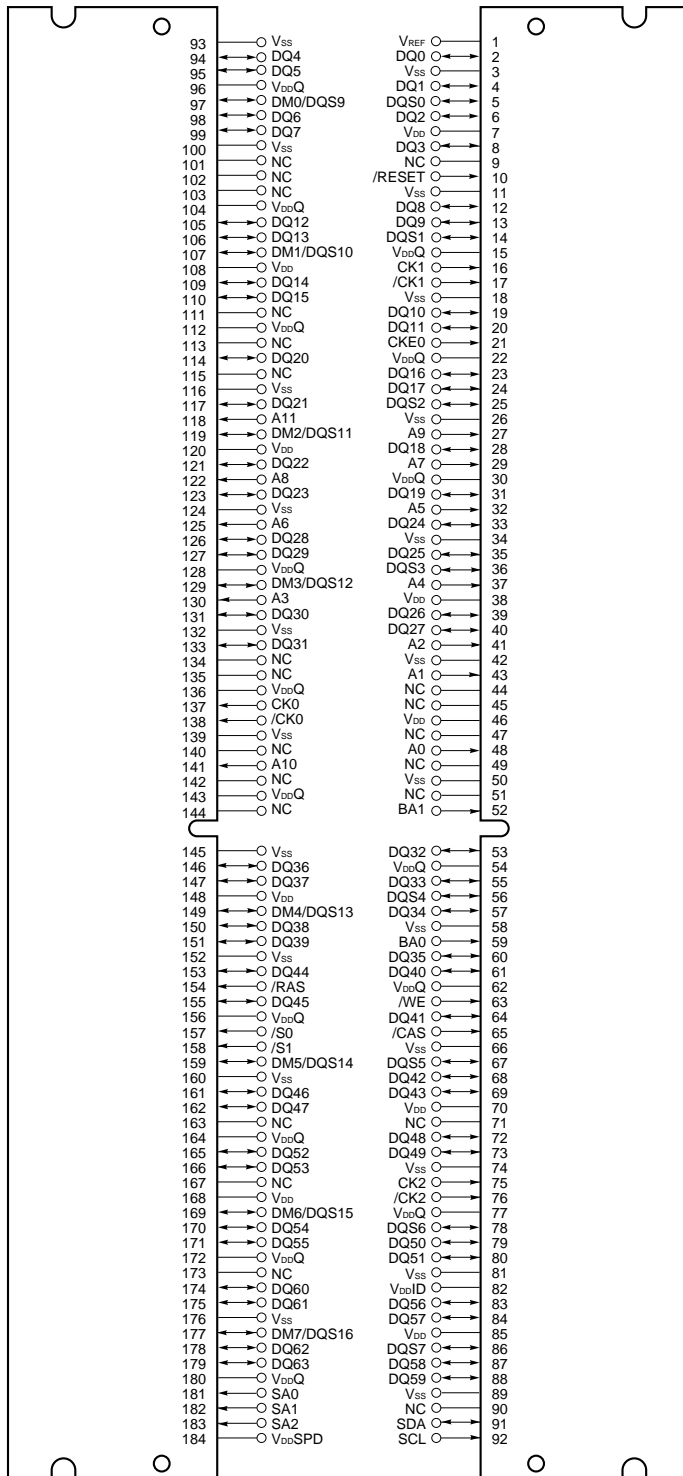 93 VSS VREF 1
94 DQ4 DQ0 2
95 DQ5 VSS 3
96 VDDQ DQ1 4
97 DM0/DQS9 DQS0 5
98 DQ6 DQ2 6
99 DQ7 VDD 7
100 VSS DQ3 8
101 NC NC 9
102 NC /RESET 10
103 NC VSS 11
104 VDDQ DQ8 12
105 DQ12 DQ9 13
106 DQ13 DQS1 14
107 DM1/DQS10 VDDQ 15
108 VDD CK1 16
109 DQ14 /CK1 17
110 DQ15 VSS 18
111 NC DQ10 19
112 VDDQ DQ11 20
113 NC CKE0 21
114 DQ20 VDDQ 22
115 NC DQ16 23
116 VSS DQ17 24
117 DQ21 DQS2 25
118 A11 VSS 26
119 DM2/DQS11 A9 27
120 VDD DQ18 28
121 DQ22 A7 29
122 A8 VDDQ 30
123 DQ23 DQ19 31
124 VSS A5 32
125 A6 DQ24 33
126 DQ28 VSS 34
127 DQ29 DQ25 35
128 VDDQ DQS3 36
129 DM3/DQS12 A4 37
130 A3 VDD 38
131 DQ30 DQ26 39
132 VSS DQ27 40
133 DQ31 A2 41
134 NC VSS 42
135 NC A1 43
136 VDDQ NC 44
137 CK0 NC 45
138 /CK0 VDD 46
139 VSS NC 47
140 NC A0 48
141 A10 NC 49
142 NC VSS 50
143 VDDQ NC 51
144 NC BA1 52
145 VSS DQ32 53
146 DQ36 VDDQ 54
147 DQ37 DQ33 55
148 VDD DQS4 56
149 DM4/DQS13 DQ34 57
150 DQ38 VSS 58
151 DQ39 BA0 59
152 VSS DQ35 60
153 DQ44 DQ40 61
154 /RAS VDDQ 62
155 DQ45 /WE 63
156 VDDQ DQ41 64
157 /S0 /CAS 65
158 /S1 VSS 66
159 DM5/DQS14 DQS5 67
160 VSS DQ42 68
161 DQ46 DQ43 69
162 DQ47 VDD 70
163 NC NC 71
164 VDDQ DQ48 72
165 DQ52 DQ49 73
166 DQ53 VSS 74
167 NC CK2 75
168 VDD /CK2 76
169 DM6/DQS15 VDDQ 77
170 DQ54 DQS6 78
171 DQ55 DQ50 79
172 VDDQ DQ51 80
173 NC VSS 81
174 DQ60 VDDID 82
175 DQ61 DQ56 83
176 VSS DQ57 84
177 DM7/DQS16 VDD 85
178 DQ62 DQS7 86
179 DQ63 DQ58 87
180 VDDQ DQ59 88
181 SA0 VSS 89
182 SA1 NC 90
183 SA2 SDA 91
184 VDDSPD SCL 92